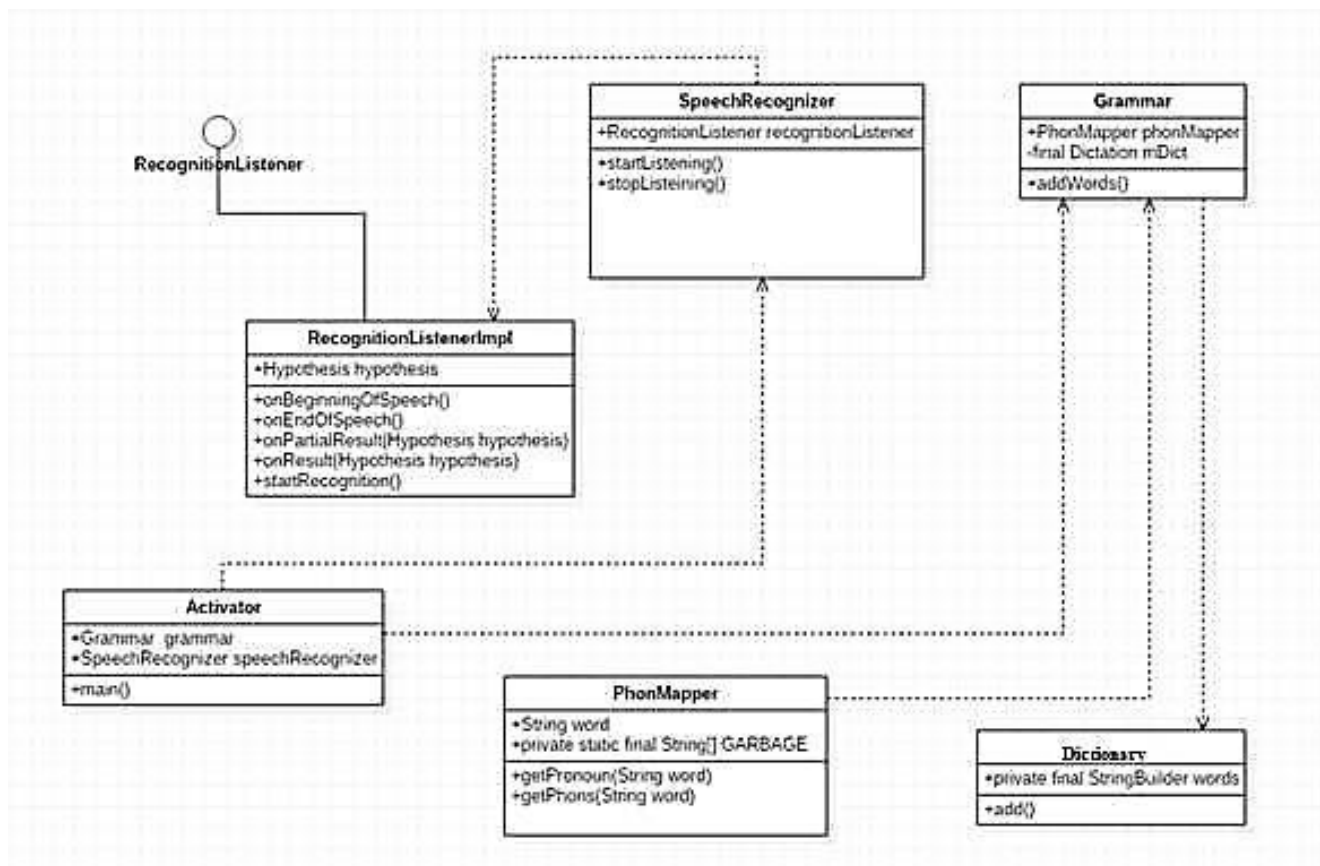 RecognitionListener
SpeechRecognizer
+RecognitionListener recognitionListener
+startListening()
+stopListeining()
Grammar
+PhonMapper phonMapper
-final Dictation mDict
+addWords()
RecognitionListenerImpl
+Hypothesis hypothesis
+onBeginningOfSpeech()
+onEndOfSpeech()
+onPartialResult(Hypothesis hypothesis)
+onResult(Hypothesis hypothesis)
+startRecognition()
Activator
+Grammar grammar
+SpeechRecognizer speechRecognizer
+main()
PhonMapper
+String word
+private static final String[] GARBAGE
+getPronoun(String word)
+getPhons(String word)
Dicionary
+private final StringBuilder words
+add()